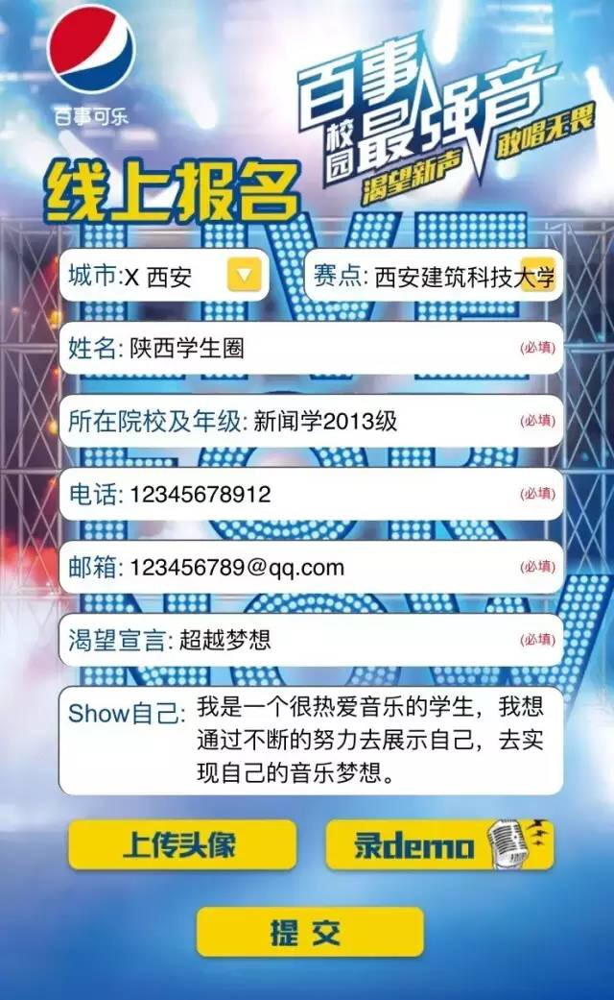 百事可乐
百事
校园
最强音
渴望新声 敢唱无畏
线上报名
城市:X 西安
赛点: 西安建筑科技大学
姓名: 陕西学生圈 (必填)
所在院校及年级: 新闻学2013级 (必填)
电话: 12345678912 (必填)
邮箱: 123456789@qq.com (必填)
渴望宣言: 超越梦想 (必填)
Show自己: 我是一个很热爱音乐的学生，我想
通过不断的努力去展示自己，去实
现自己的音乐梦想。
上传头像 录demo
提交
LIVE
FOR
NOW